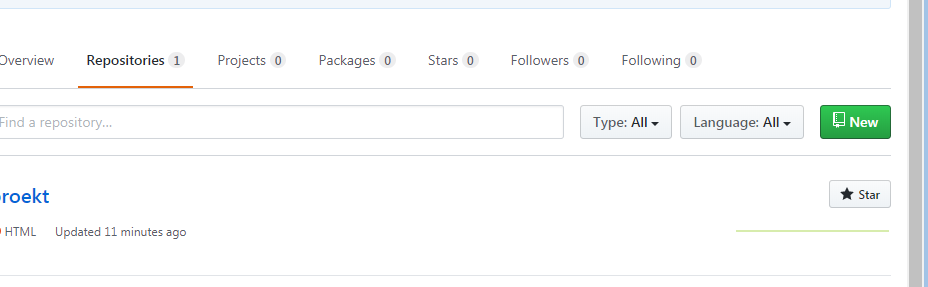 Overview Repositories 1 Projects 0 Packages 0 Stars 0 Followers 0 Following 0
Find a repository... Type: All Language: All New
roekt Star
HTML Updated 11 minutes ago